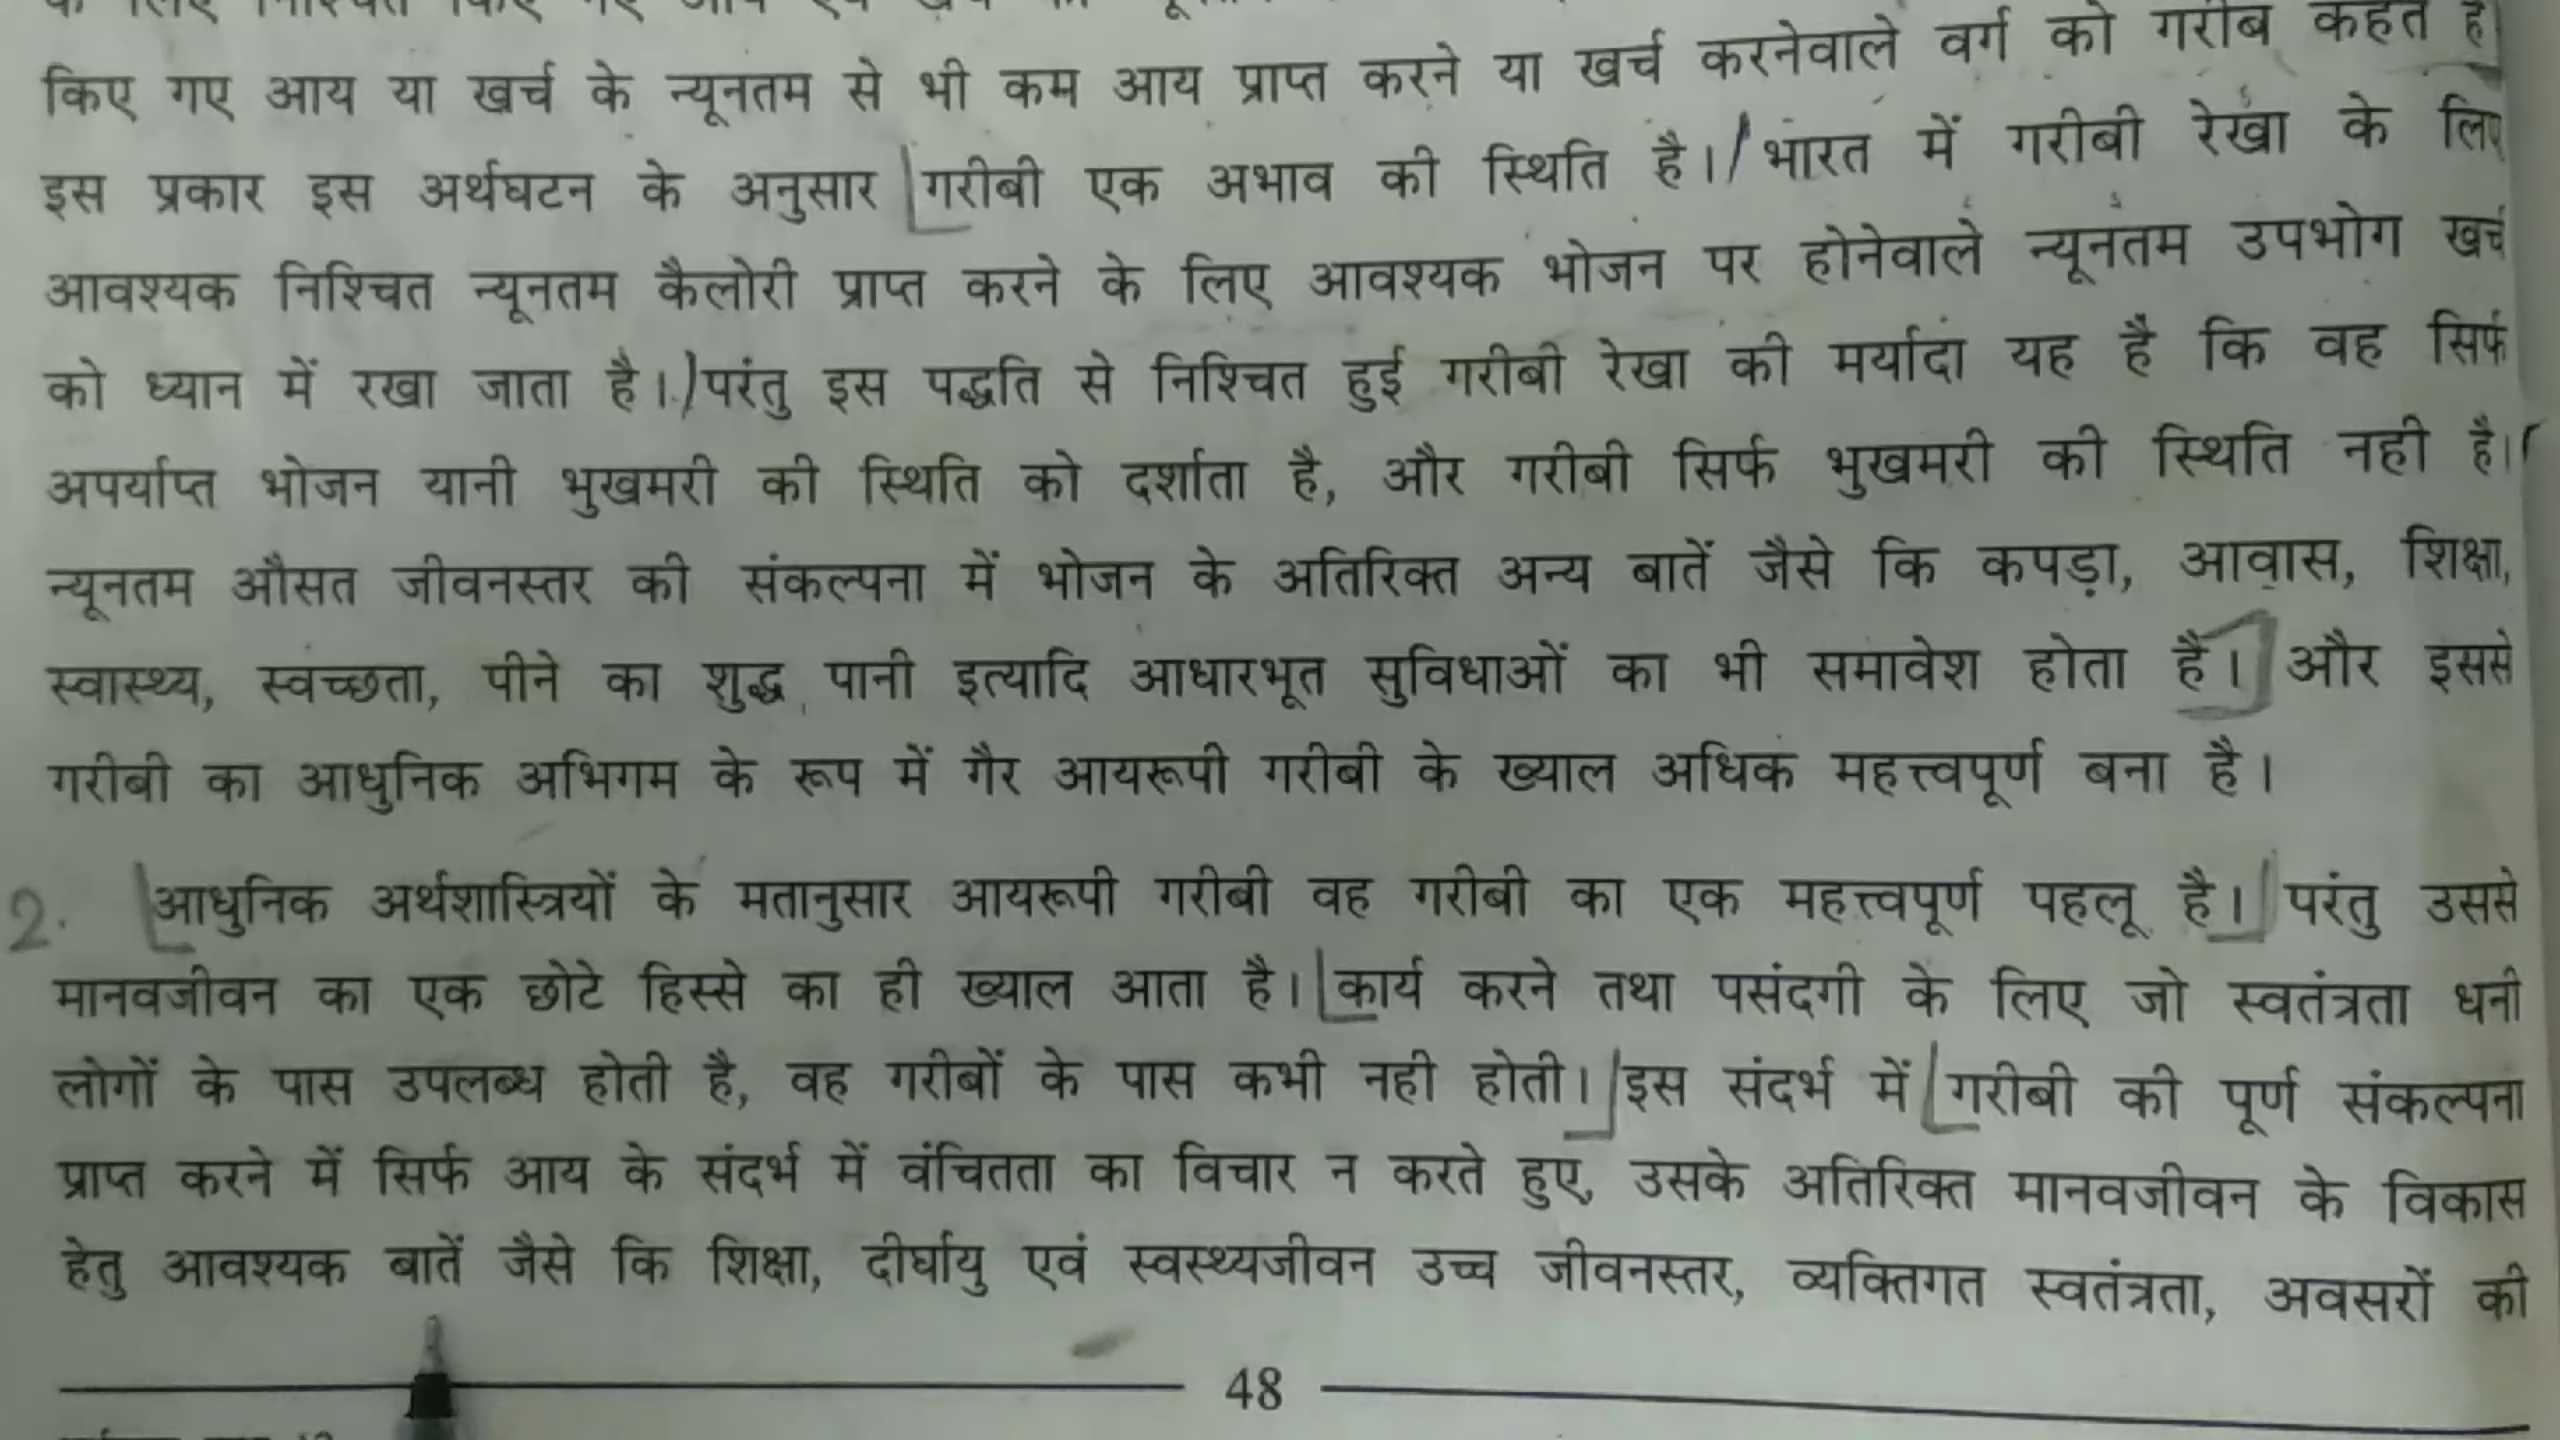 किए गए आय या खर्च के न्यूनतम से भी कम आय प्राप्त करने या खर्च करनेवाले वर्ग को गरीब कहते है
इस प्रकार इस अर्थघटन के अनुसार गरीबी एक अभाव की स्थिति है। भारत में गरीबी रेखा के लिए
आवश्यक निश्चित न्यूनतम कैलोरी प्राप्त करने के लिए आवश्यक भोजन पर होनेवाले न्यूनतम उपभोग खर्च
को ध्यान में रखा जाता है। परंतु इस पद्धति से निश्चित हुई गरीबी रेखा की मर्यादा यह है कि वह सिर्फ
अपर्याप्त भोजन यानी भुखमरी की स्थिति को दर्शाता है, और गरीबी सिर्फ भुखमरी की स्थिति नही है।
न्यूनतम औसत जीवनस्तर की संकल्पना में भोजन के अतिरिक्त अन्य बातें जैसे कि कपड़ा, आवास, शिक्षा,
स्वास्थ्य, स्वच्छता, पीने का शुद्ध पानी इत्यादि आधारभूत सुविधाओं का भी समावेश होता है। और इससे
गरीबी का आधुनिक अभिगम के रूप में गैर आयरूपी गरीबी के ख्याल अधिक महत्त्वपूर्ण बना है।
2. आधुनिक अर्थशास्त्रियों के मतानुसार आयरूपी गरीबी वह गरीबी का एक महत्त्वपूर्ण पहलू है। परंतु उससे
मानवजीवन का एक छोटे हिस्से का ही ख्याल आता है। कार्य करने तथा पसंदगी के लिए जो स्वतंत्रता धनी
लोगों के पास उपलब्ध होती है, वह गरीबों के पास कभी नही होती। इस संदर्भ में गरीबी की पूर्ण संकल्पना
प्राप्त करने में सिर्फ आय के संदर्भ में वंचितता का विचार न करते हुए, उसके अतिरिक्त मानवजीवन के विकास
हेतु आवश्यक बातें जैसे कि शिक्षा, दीर्घायु एवं स्वस्थ्यजीवन उच्च जीवनस्तर, व्यक्तिगत स्वतंत्रता, अवसरों की
48